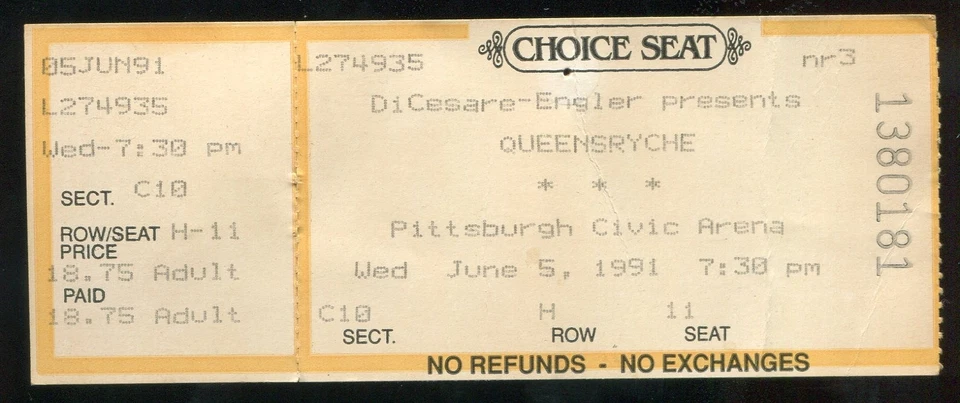 05JUN91
L274935
Wed-7:30 pm
SECT. C10
ROW/SEAT H-11
PRICE
18.75 Adult
PAID
18.75 Adult
L274935
CHOICE SEAT
nr3
DiCesare-Engler presents
QUEENSRYCHE
* * *
Pittsburgh Civic Arena
Wed June 5, 1991 7:30 pm
C10 H 11
SECT. ROW SEAT
NO REFUNDS - NO EXCHANGES
1380181